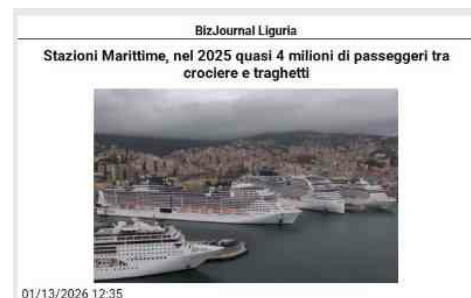 BizJournal Liguria
Stazioni Marittime, nel 2025 quasi 4 milioni di passeggeri tra
crociere e traghetti
01/13/2026 12:35